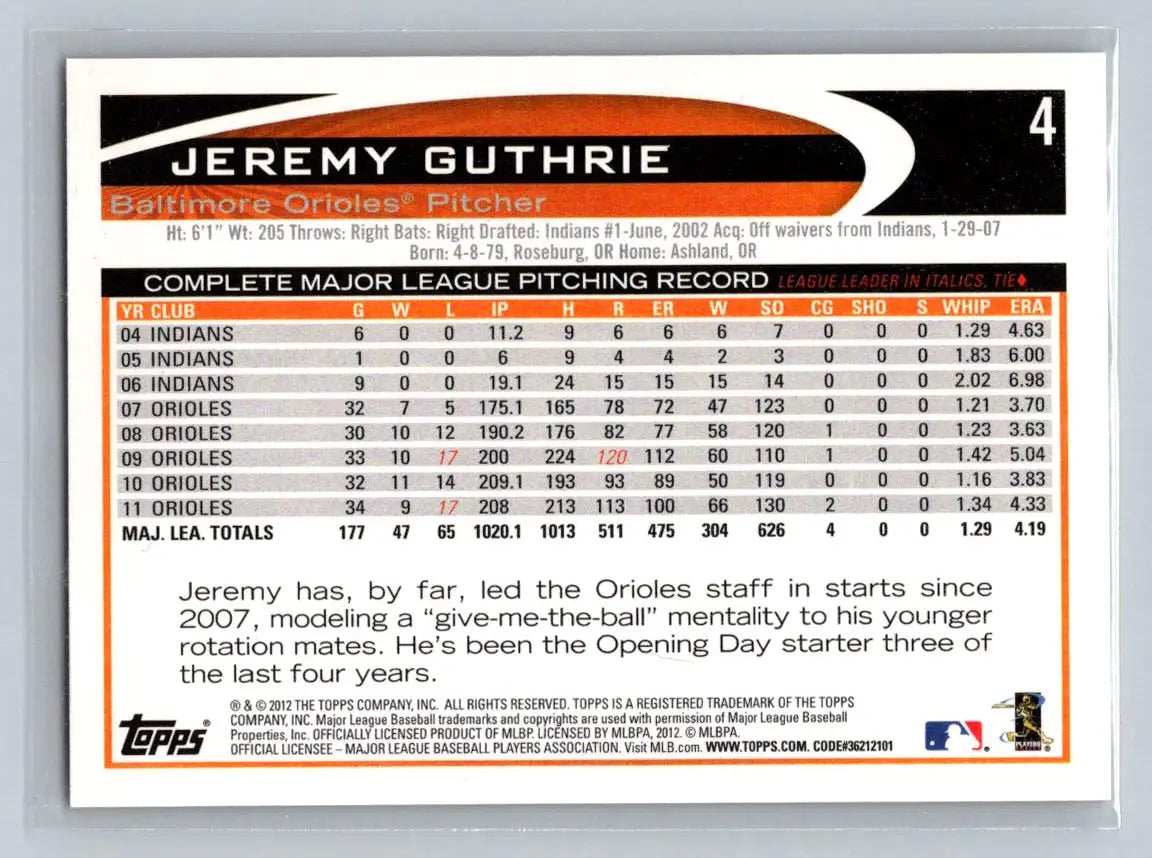 4
JEREMY GUTHRIE
Baltimore Orioles® Pitcher
Ht: 6'1" Wt: 205 Throws: Right Bats: Right Drafted: Indians #1-June, 2002 Acq: Off waivers from Indians, 1-29-07
Born: 4-8-79, Roseburg, OR Home: Ashland, OR
COMPLETE MAJOR LEAGUE PITCHING RECORD LEAGUE LEADER IN ITALICS, TIE♦
YR CLUB G W L IP H R ER W SO CG SHO S WHIP ERA
04 INDIANS 6 0 0 11.2 9 6 6 6 7 0 0 0 1.29 4.63
05 INDIANS 1 0 0 6 9 4 4 2 3 0 0 0 1.83 6.00
06 INDIANS 9 0 0 19.1 24 15 15 15 14 0 0 0 2.02 6.98
07 ORIOLES 32 7 5 175.1 165 78 72 47 123 0 0 0 1.21 3.70
08 ORIOLES 30 10 12 190.2 176 82 77 58 120 1 0 0 1.23 3.63
09 ORIOLES 33 10 17 200 224 120 112 60 110 1 0 0 1.42 5.04
10 ORIOLES 32 11 14 209.1 193 93 89 50 119 0 0 0 1.16 3.83
11 ORIOLES 34 9 17 208 213 113 100 66 130 2 0 0 1.34 4.33
MAJ. LEA. TOTALS 177 47 65 1020.1 1013 511 475 304 626 4 0 0 1.29 4.19
Jeremy has, by far, led the Orioles staff in starts since
2007, modeling a “give-me-the-ball” mentality to his younger
rotation mates. He's been the Opening Day starter three of
the last four years.
® & © 2012 THE TOPPS COMPANY, INC. ALL RIGHTS RESERVED. TOPPS IS A REGISTERED TRADEMARK OF THE TOPPS
COMPANY, INC. Major League Baseball trademarks and copyrights are used with permission of Major League Baseball
Properties, Inc. OFFICIALLY LICENSED PRODUCT OF MLBP. LICENSED BY MLBPA, 2012. © MLBPA.
OFFICIAL LICENSEE – MAJOR LEAGUE BASEBALL PLAYERS ASSOCIATION. Visit MLB.com. WWW.TOPPS.COM. CODE#36212101
Topps®
PLAYERS